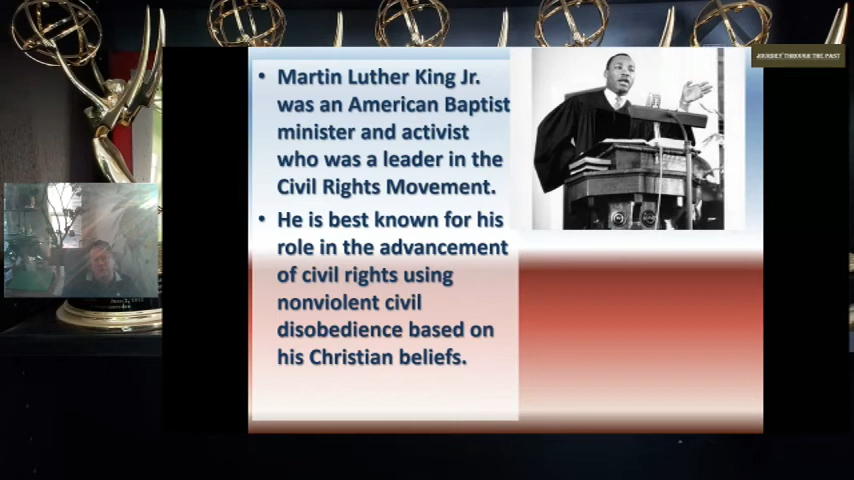 JOURNEY THROUGH THE PAST
• Martin Luther King Jr.
was an American Baptist
minister and activist
who was a leader in the
Civil Rights Movement.
• He is best known for his
role in the advancement
of civil rights using
nonviolent civil
disobedience based on
his Christian beliefs.